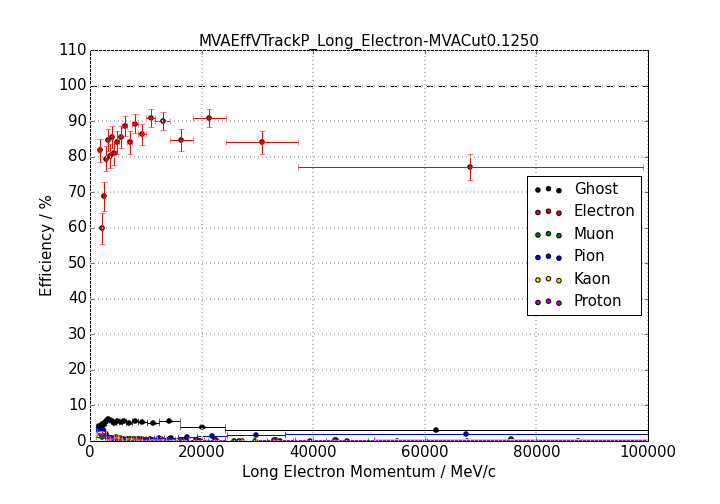 MVAEffVTrackP_Long_Electron-MVACut0.1250
110
100
90
80
70
60
50
40
30
20
10
0
Efficiency / %
Ghost
Electron
Muon
Pion
Kaon
Proton
0 20000 40000 60000 80000 100000
Long Electron Momentum / MeV/c